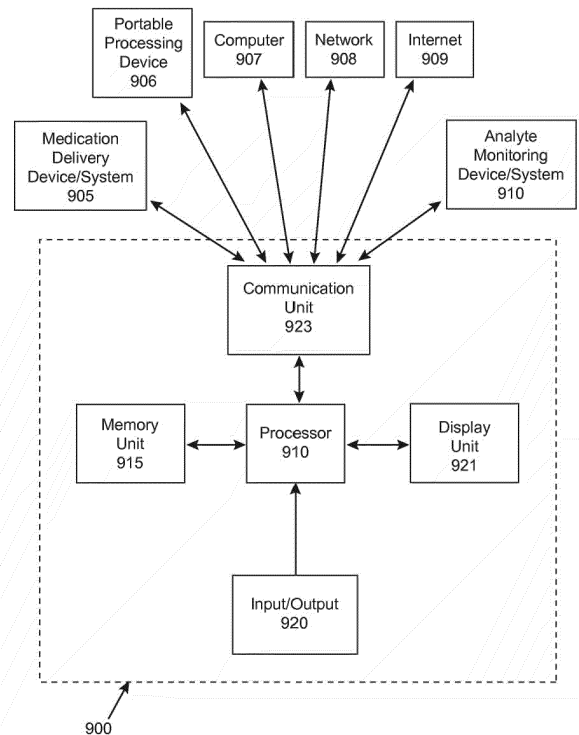 Portable
Processing
Device
906
Computer
907
Network
908
Internet
909
Medication
Delivery
Device/System
905
Analyte
Monitoring
Device/System
910
Communication
Unit
923
Memory
Unit
915
Processor
910
Display
Unit
921
Input/Output
920
900